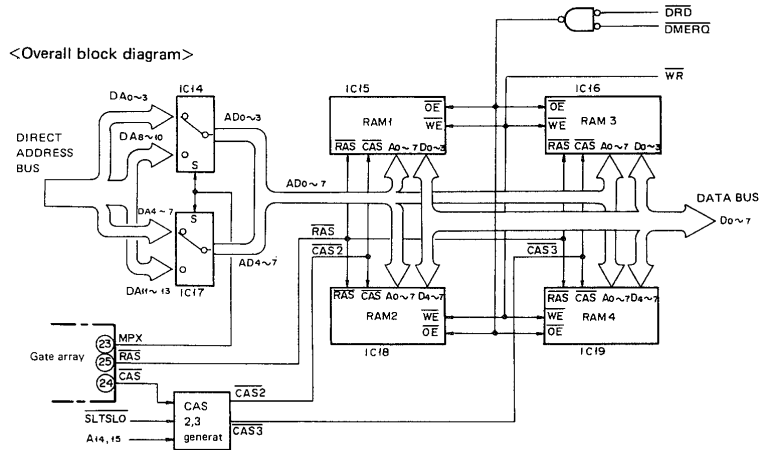 DRD
DMERQ
<Overall block diagram>
IC14
IC15
IC16
WR
DA0~3
AD0~3
OE
OE
RAM1
RAM 3
DA8~10
WE
WE
DIRECT
ADDRESS
BUS
RAS CAS A0~7 D0~3
RAS CAS A0~7 D0~3
S
AD0~7
DATA BUS
S
DA4~7
D0~7
RAS
CAS2
CAS3
AD4~7
DA11~13
IC17
RAS CAS A0~7 D4~7
RAS CAS A0~7 D4~7
RAM2
WE
WE
RAM 4
OE
OE
23 MPX
IC18
IC19
Gate array
25 RAS
24 CAS
CAS2
CAS
2,3
generat
SLTSL0
CAS3
A14,15